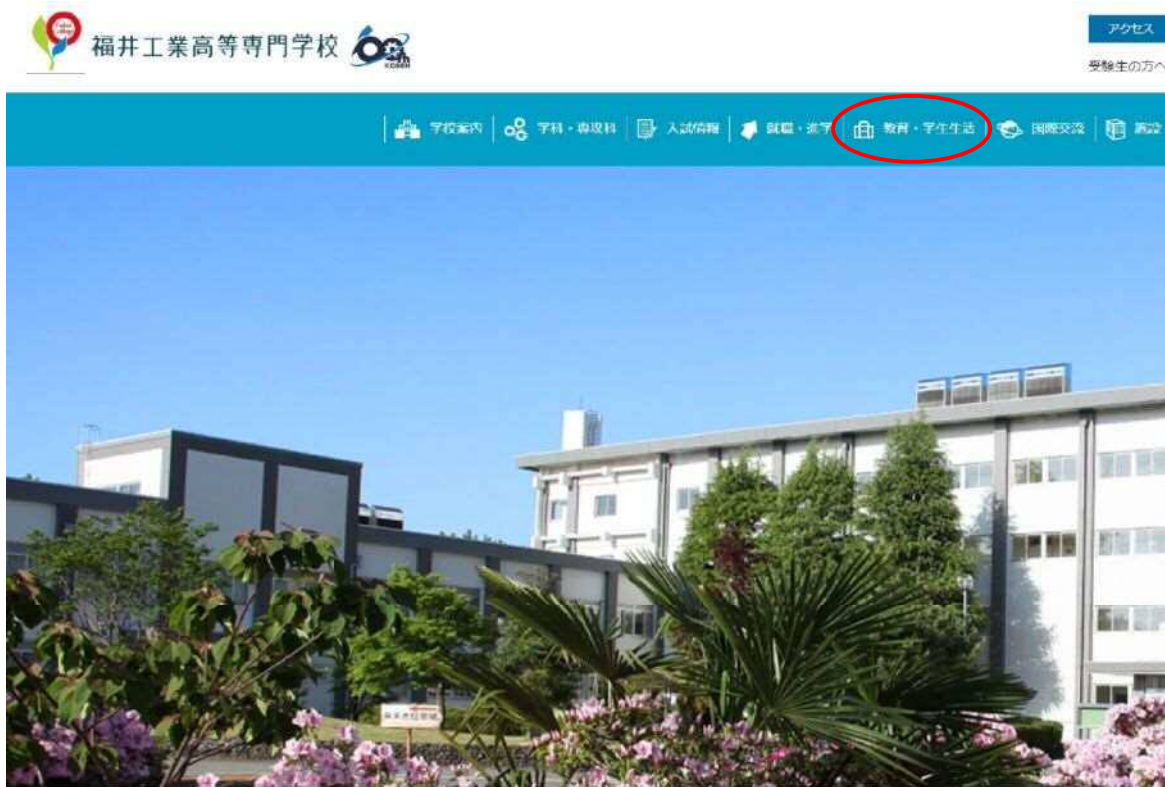 福井工業高等専門学校
アクセス
受験生の方へ
学校案内 学科・専攻科 入試情報 就職・進学 教育・学生生活 国際交流 施設